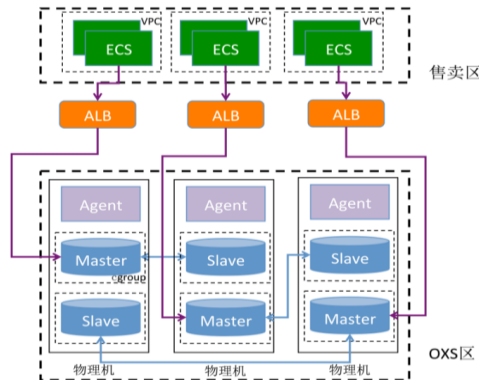 VPC VPC VPC
ECS ECS ECS
售卖区
ALB ALB ALB
Agent Agent Agent
Master Slave Slave
cgroup
Slave Master Master
物理机 物理机 物理机
OXS区